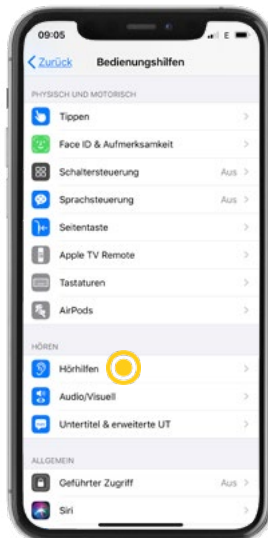 09:05
E
Zurück Bedienungshilfen
PHYSISCH UND MOTORISCH
Tippen
Face ID & Aufmerksamkeit
Schaltersteuerung Aus
Sprachsteuerung Aus
Seitentaste
Apple TV Remote
Tastaturen
AirPods
HÖREN
Hörhilfen
Audio/Visuell
Untertitel & erweiterte UT
ALLGEMEIN
Geführter Zugriff Aus
Siri